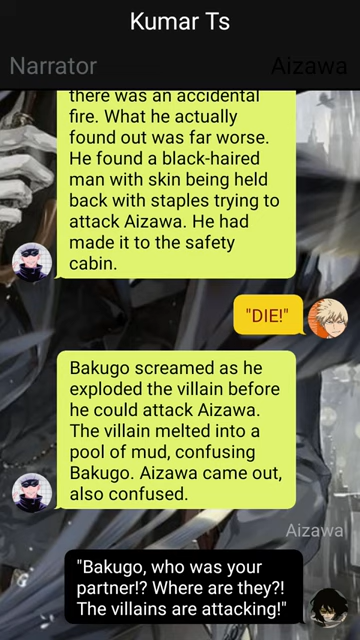 Kumar Ts
Narrator
Aizawa
there was an accidental
fire. What he actually
found out was far worse.
He found a black-haired
man with skin being held
back with staples trying to
attack Aizawa. He had
made it to the safety
cabin.
"DIE!"
Bakugo screamed as he
exploded the villain before
he could attack Aizawa.
The villain melted into a
pool of mud, confusing
Bakugo. Aizawa came out,
also confused.
Aizawa
"Bakugo, who was your
partner!? Where are they?!
The villains are attacking!"